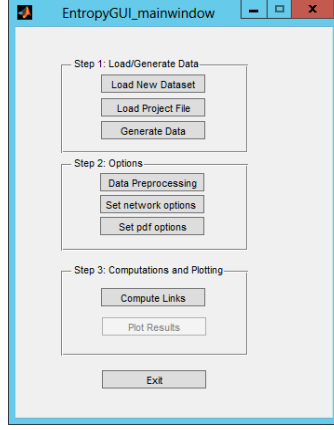 EntropyGUI_mainwindow
Step 1: Load/Generate Data
Load New Dataset
Load Project File
Generate Data
Step 2: Options
Data Preprocessing
Set network options
Set pdf options
Step 3: Computations and Plotting
Compute Links
Plot Results
Exit